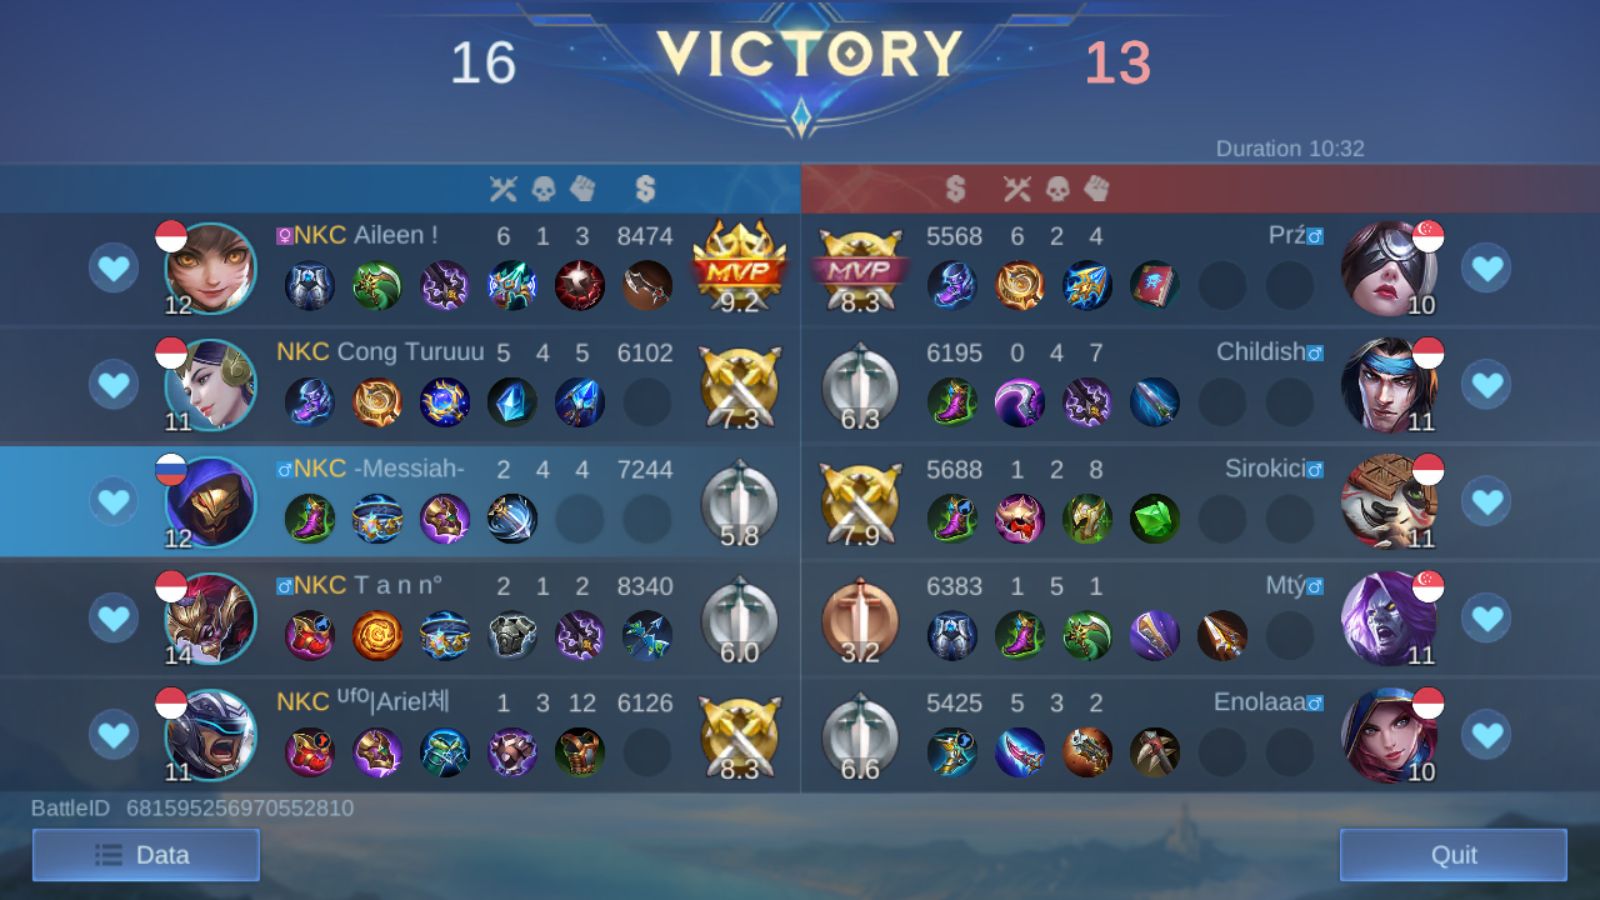 16 VICTORY 13
Duration 10:32
NKC Aileen ! 6 1 3 8474 MVP 9.2 12
MVP 8.3 5568 6 2 4 Prź 10
NKC Cong Turuuu 5 4 5 6102 7.3 11
6.3 6195 0 4 7 Childish 11
NKC -Messiah- 2 4 4 7244 5.8 12
7.9 5688 1 2 8 Sirokici 11
NKC T a n n° 2 1 2 8340 6.0 14
3.2 6383 1 5 1 Mtý 11
NKC ᵁᶠᴼ|Ariel체 1 3 12 6126 8.3 11
6.6 5425 5 3 2 Enolaaa 10
BattleID 681595256970552810
Data
Quit